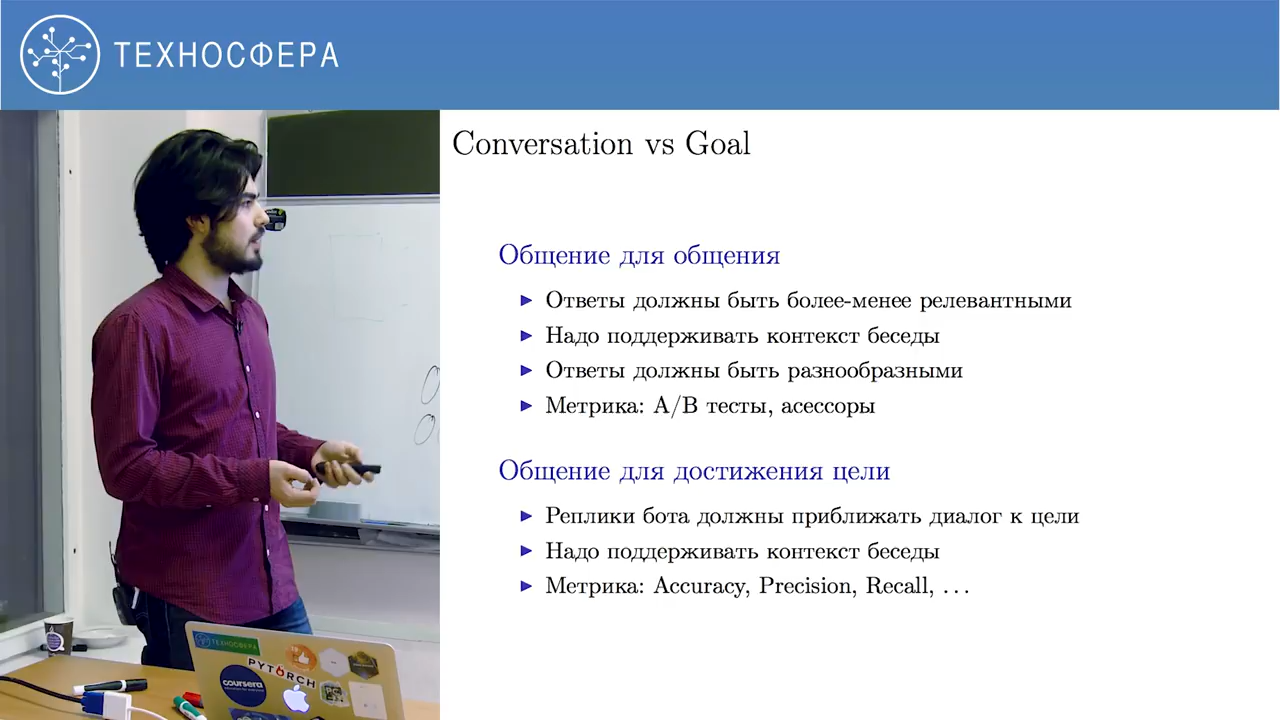 ТЕХНОСФЕРА
Conversation vs Goal
Общение для общения
Ответы должны быть более-менее релевантными
Надо поддерживать контекст беседы
Ответы должны быть разнообразными
Метрика: A/B тесты, асессоры
Общение для достижения цели
Реплики бота должны приближать диалог к цели
Надо поддерживать контекст беседы
Метрика: Accuracy, Precision, Recall, ...
ТЕХНОСФЕРА
PYTORCH
coursera